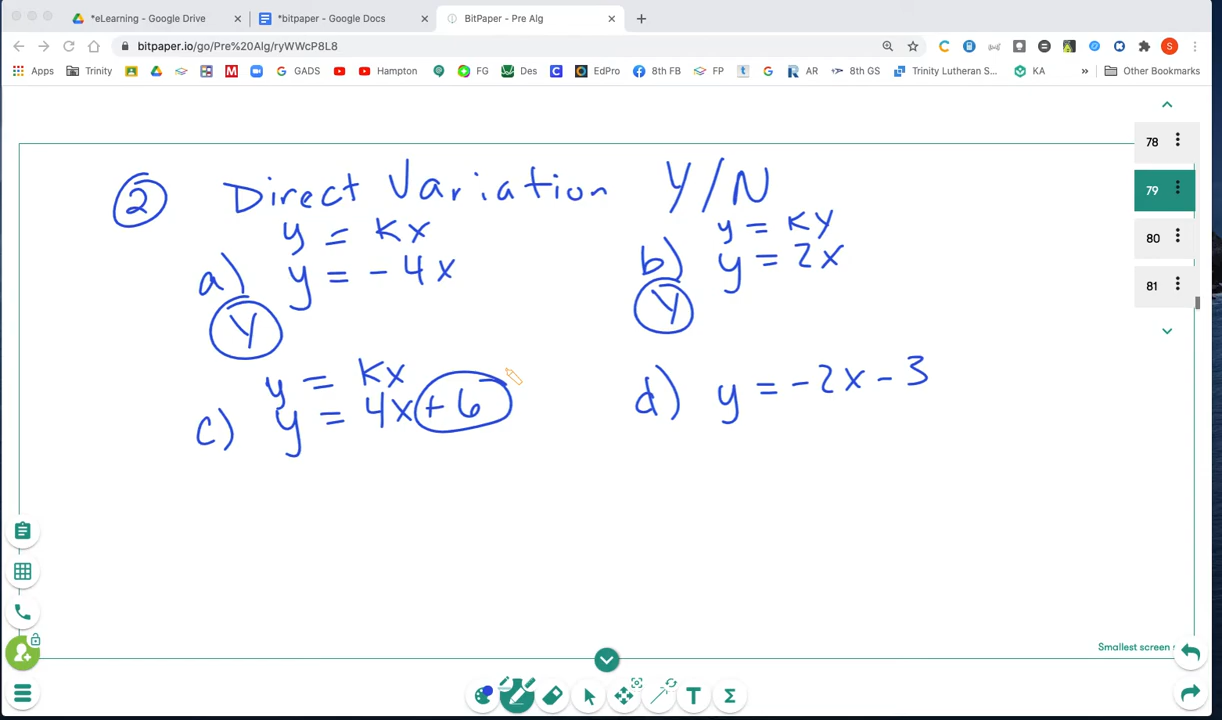 *eLearning - Google Drive
*bitpaper - Google Docs
BitPaper - Pre Alg
bitpaper.io/go/Pre%20Alg/ryWWcP8L8
Apps Trinity GADS Hampton FG Des EdPro 8th FB FP AR 8th GS Trinity Lutheran S... KA » Other Bookmarks
78
79
80
81
② Direct Variation Y/N
y = kx
a) y = -4x
Y
y = ky
b) y = 2x
Y
y = kx
c) y = 4x + 6
d) y = -2x - 3
Smallest screen